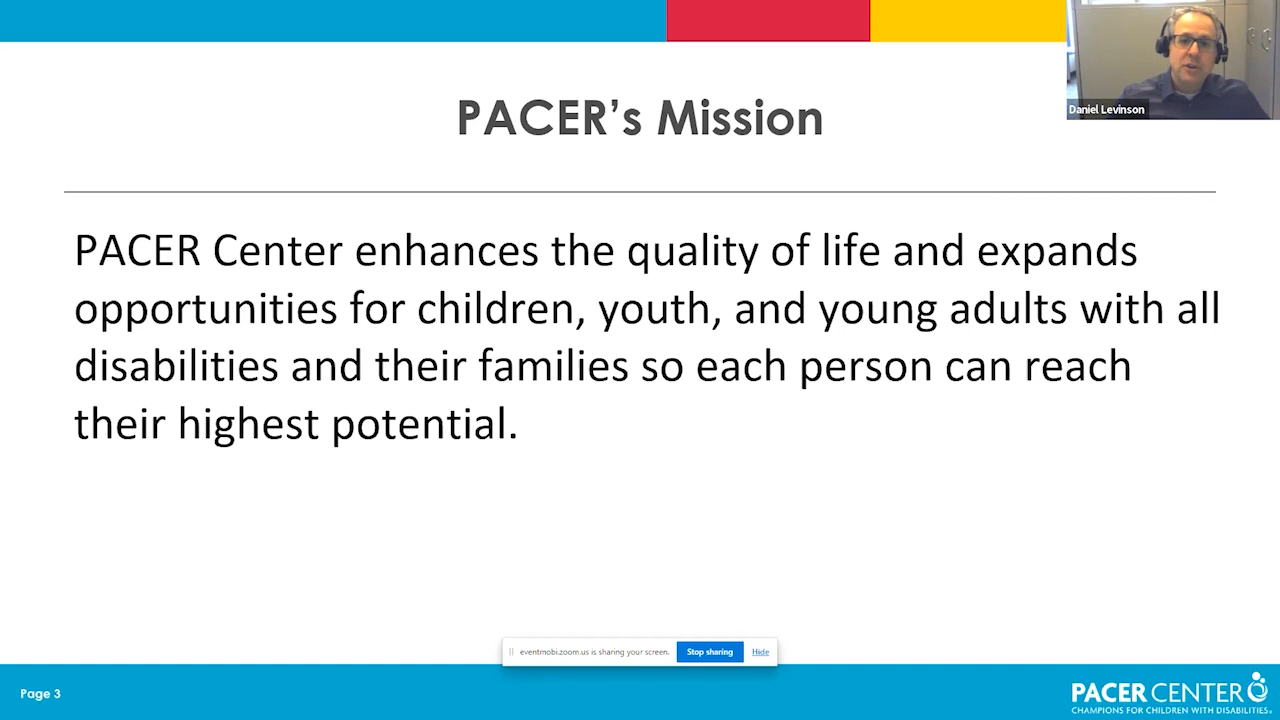 Daniel Levinson
PACER's Mission
PACER Center enhances the quality of life and expands
opportunities for children, youth, and young adults with all
disabilities and their families so each person can reach
their highest potential.
eventmobi.zoom.us is sharing your screen. Stop sharing Hide
Page 3
PACER CENTER
CHAMPIONS FOR CHILDREN WITH DISABILITIES®